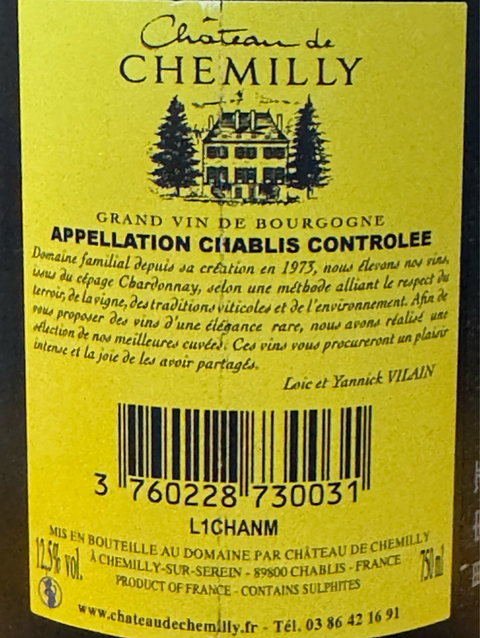 Château de
CHEMILLY
GRAND VIN DE BOURGOGNE
APPELLATION CHABLIS CONTROLEE
Domaine familial depuis sa création en 1973, nous élevons nos vins,
issus du cépage Chardonnay, selon une méthode alliant le respect du
terroir, de la vigne, des traditions viticoles et de l'environnement. Afin de
vous proposer des vins d'une élégance rare, nous avons réalisé une
sélection de nos meilleures cuvées. Ces vins vous procureront un plaisir
intense et la joie de les avoir partagés.
Loïc et Yannick VILAIN
3 760228 730031
L1CHANM
MIS EN BOUTEILLE AU DOMAINE PAR CHÂTEAU DE CHEMILLY
12,5% vol. À CHEMILLY-SUR-SEREIN - 89800 CHABLIS - FRANCE 750 ml
PRODUCT OF FRANCE - CONTAINS SULPHITES
www.chateaudechemilly.fr - Tél. 03 86 42 16 91